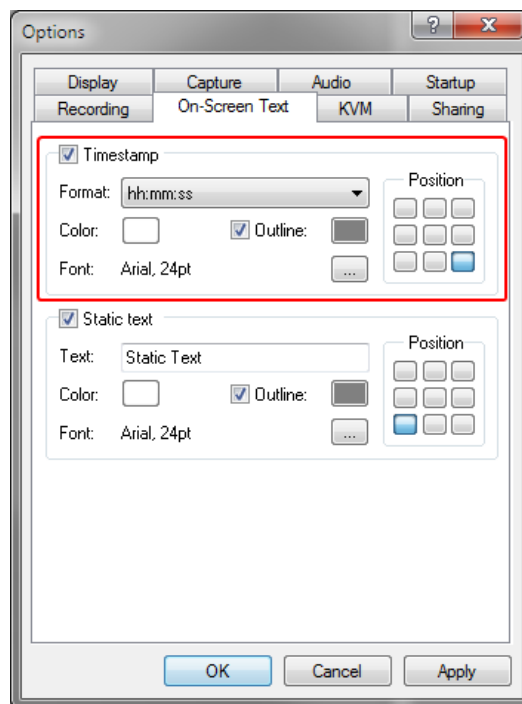 Options
? X
Display Capture Audio Startup
Recording On-Screen Text KVM Sharing
Timestamp
Format: hh:mm:ss
Position
Color: Outline:
Font: Arial, 24pt ...
Static text
Text: Static Text
Position
Color: Outline:
Font: Arial, 24pt ...
OK Cancel Apply